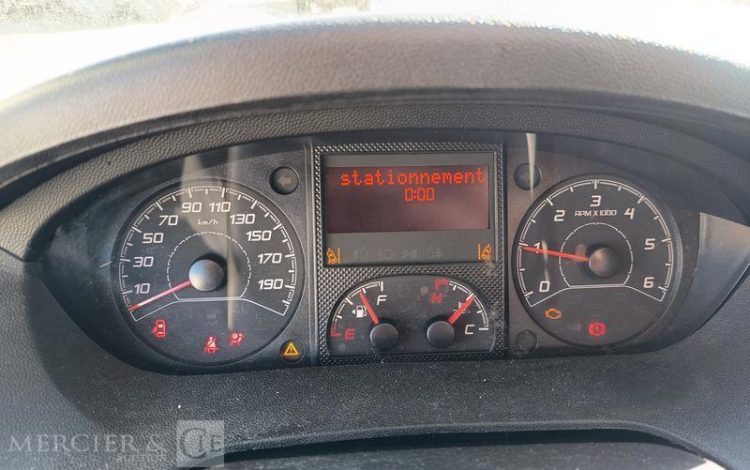 stationnement
0:00
10 30 50 70 90 110 130 150 170 190
km/h
0 1 2 3 4 5 6
RPM X 1000
E F
H C
MERCIER & CIE
AUCTION